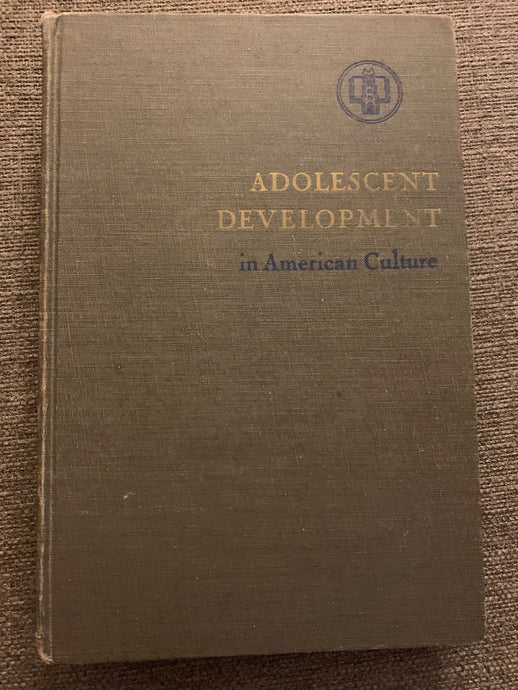 ADOLESCENT
DEVELOPMENT
in American Culture